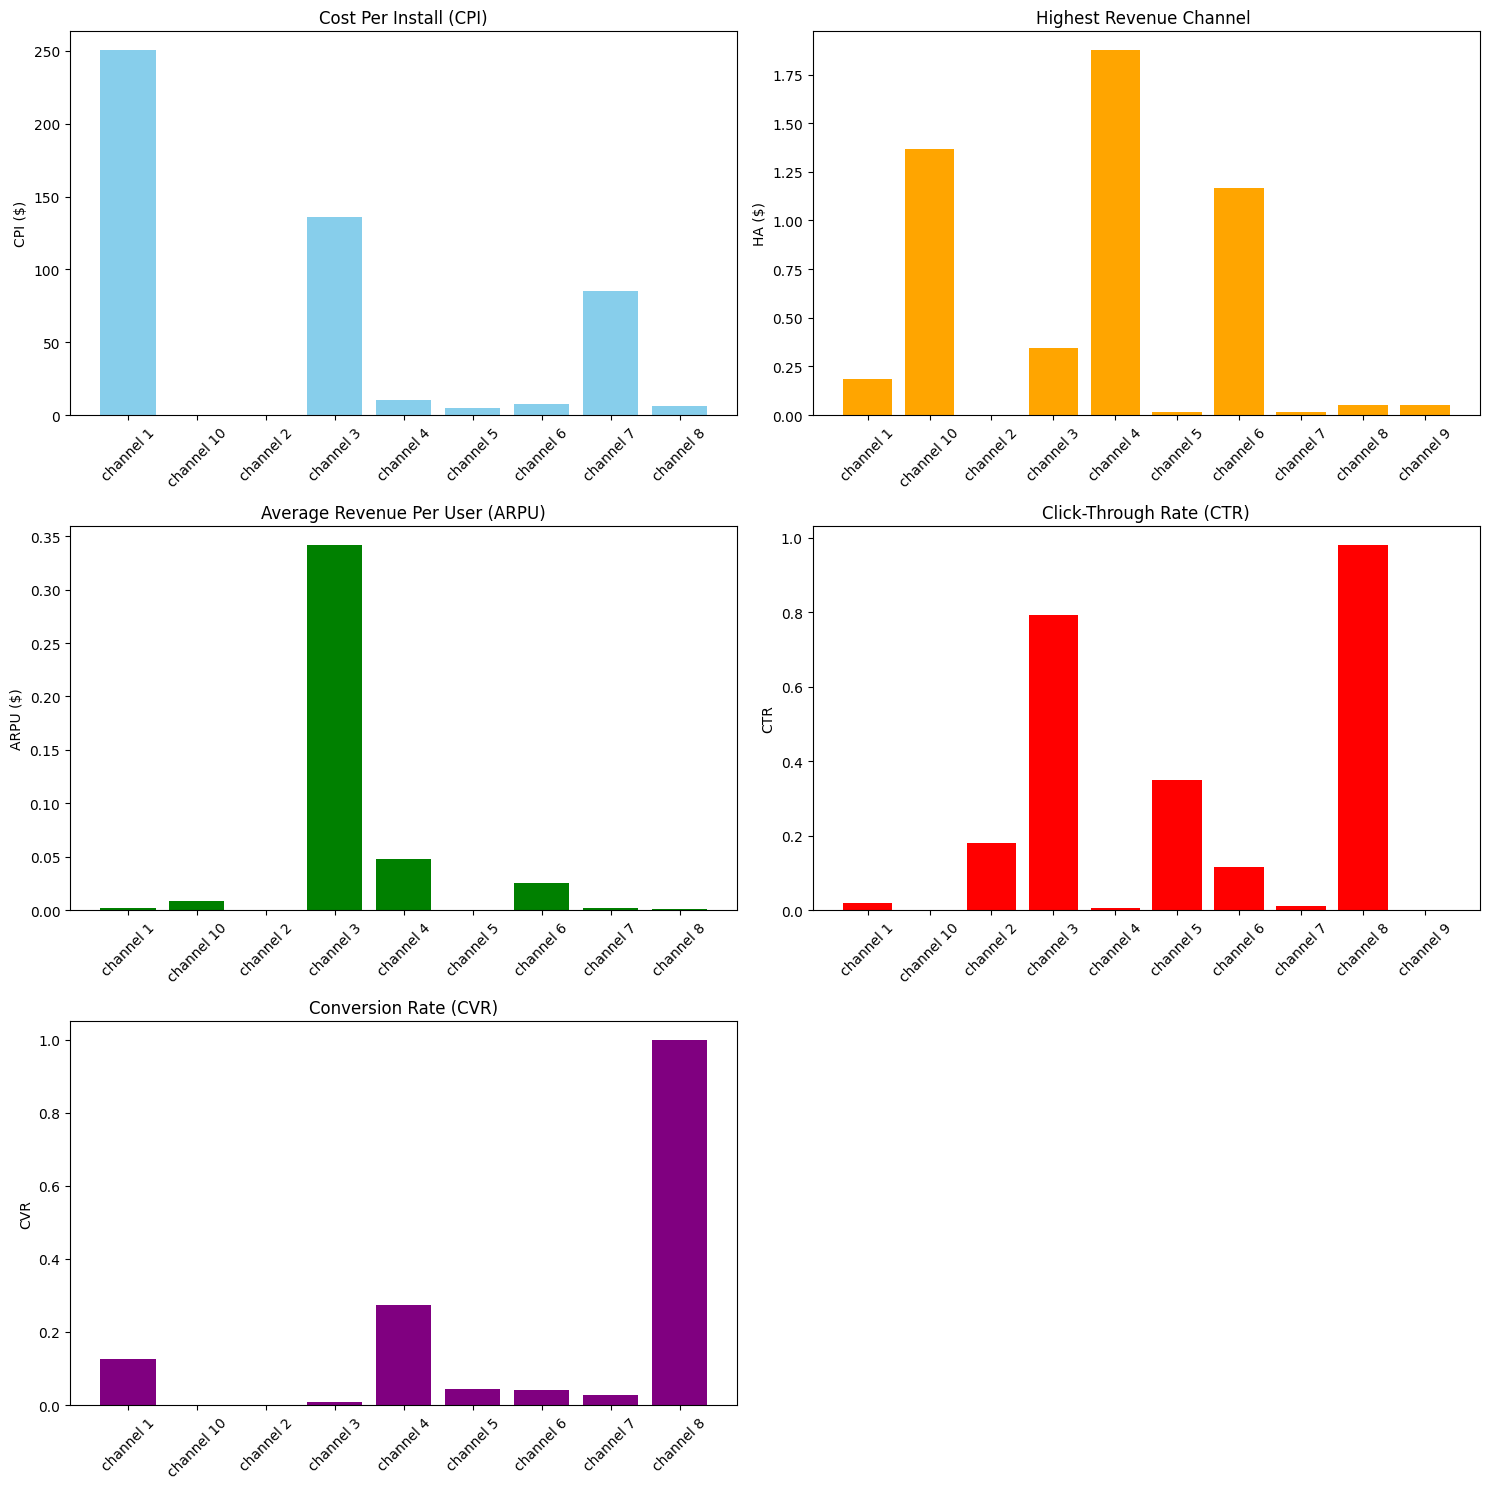 Cost Per Install (CPI)
CPI ($)
250
200
150
100
50
0
channel 1
channel 10
channel 2
channel 3
channel 4
channel 5
channel 6
channel 7
channel 8
Highest Revenue Channel
HA ($)
1.75
1.50
1.25
1.00
0.75
0.50
0.25
0.00
channel 1
channel 10
channel 2
channel 3
channel 4
channel 5
channel 6
channel 7
channel 8
channel 9
Average Revenue Per User (ARPU)
ARPU ($)
0.35
0.30
0.25
0.20
0.15
0.10
0.05
0.00
channel 1
channel 10
channel 2
channel 3
channel 4
channel 5
channel 6
channel 7
channel 8
Click-Through Rate (CTR)
CTR
1.0
0.8
0.6
0.4
0.2
0.0
channel 1
channel 10
channel 2
channel 3
channel 4
channel 5
channel 6
channel 7
channel 8
channel 9
Conversion Rate (CVR)
CVR
1.0
0.8
0.6
0.4
0.2
0.0
channel 1
channel 10
channel 2
channel 3
channel 4
channel 5
channel 6
channel 7
channel 8